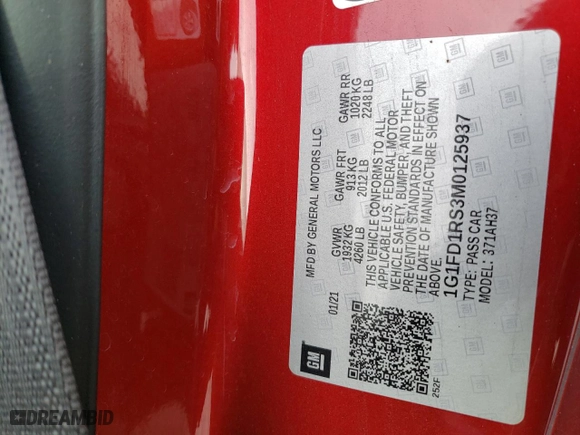 MFD BY GENERAL MOTORS LLC
01/21
GVWR
1932 KG
4260 LB
GAWR FRT
913 KG
2012 LB
GAWR RR
1020 KG
2248 LB
THIS VEHICLE CONFORMS TO ALL
APPLICABLE U.S. FEDERAL MOTOR
VEHICLE SAFETY, BUMPER, AND THEFT
PREVENTION STANDARDS IN EFFECT ON
THE DATE OF MANUFACTURE SHOWN
ABOVE.
1G1FD1RS3M0125937
TYPE: PASS CAR
MODEL: 371AH37
GM
252F
DREAMBID